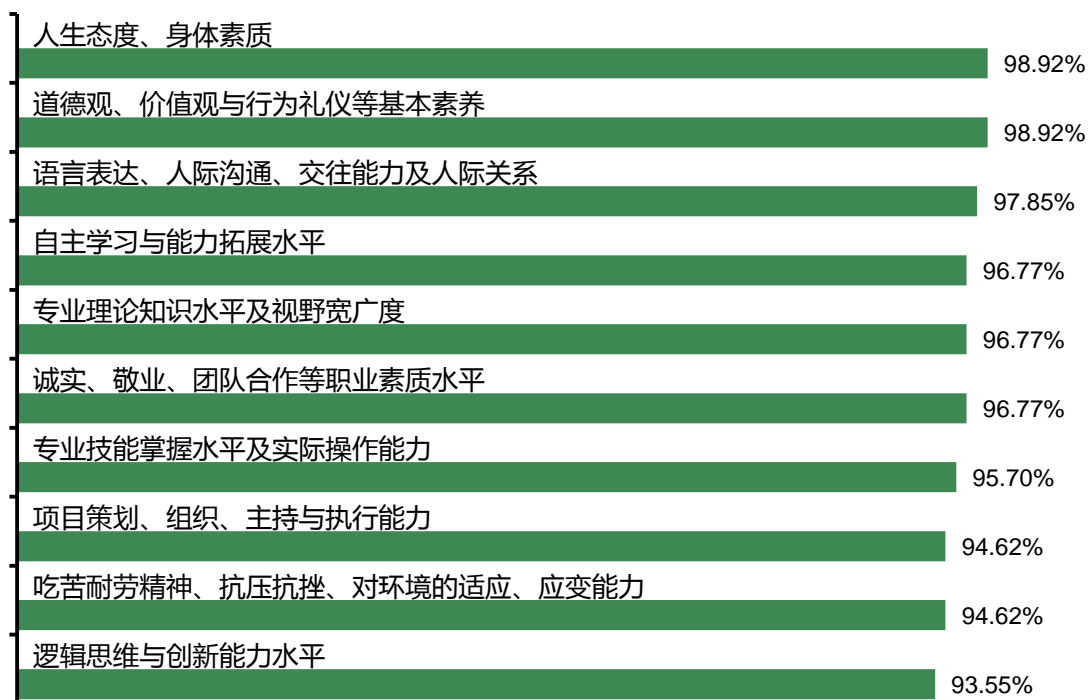 人生态度、身体素质
98.92%
道德观、价值观与行为礼仪等基本素养
98.92%
语言表达、人际沟通、交往能力及人际关系
97.85%
自主学习与能力拓展水平
96.77%
专业理论知识水平及视野宽广度
96.77%
诚实、敬业、团队合作等职业素质水平
96.77%
专业技能掌握水平及实际操作能力
95.70%
项目策划、组织、主持与执行能力
94.62%
吃苦耐劳精神、抗压抗挫、对环境的适应、应变能力
94.62%
逻辑思维与创新能力水平
93.55%